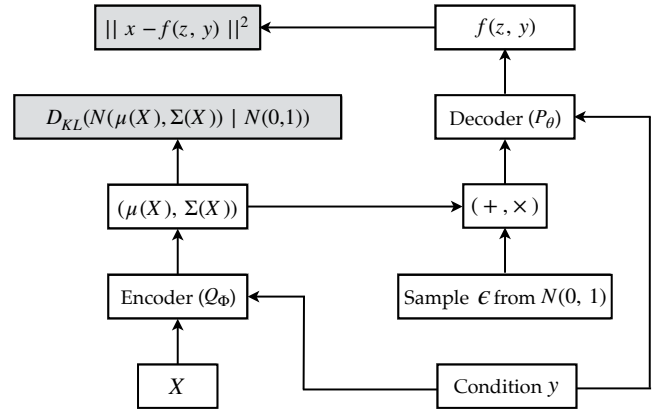 || x – f(z, y) ||²
f(z, y)
D_KL(N(μ(X), Σ(X)) | N(0,1))
Decoder (P_θ)
(μ(X), Σ(X))
(+, ×)
Encoder (Q_Φ)
Sample ϵ from N(0, 1)
X
Condition y